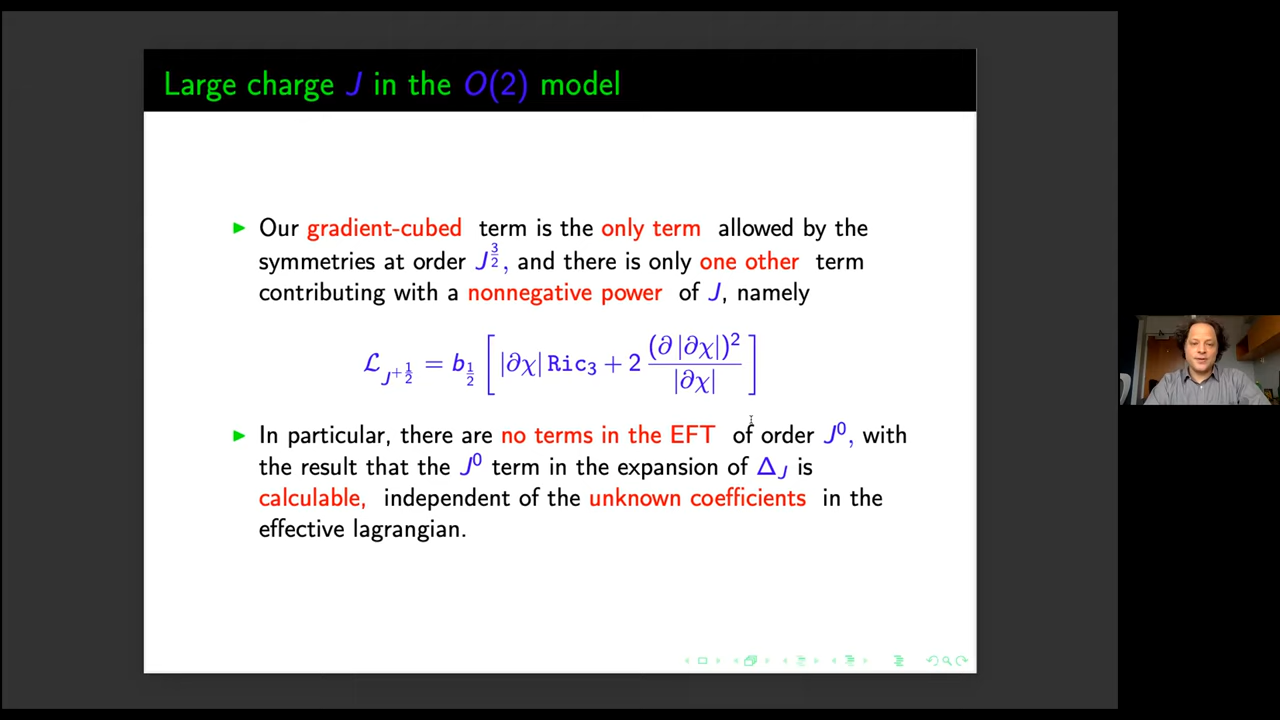 Large charge J in the O(2) model
▶ Our gradient-cubed term is the only term allowed by the
symmetries at order J^{3/2}, and there is only one other term
contributing with a nonnegative power of J, namely
ℒ_{J^{+1/2}} = b_{1/2} [ |∂χ| Ric₃ + 2 (∂|∂χ|)² / |∂χ| ]
▶ In particular, there are no terms in the EFT of order J⁰, with
the result that the J⁰ term in the expansion of Δ_J is
calculable, independent of the unknown coefficients in the
effective lagrangian.